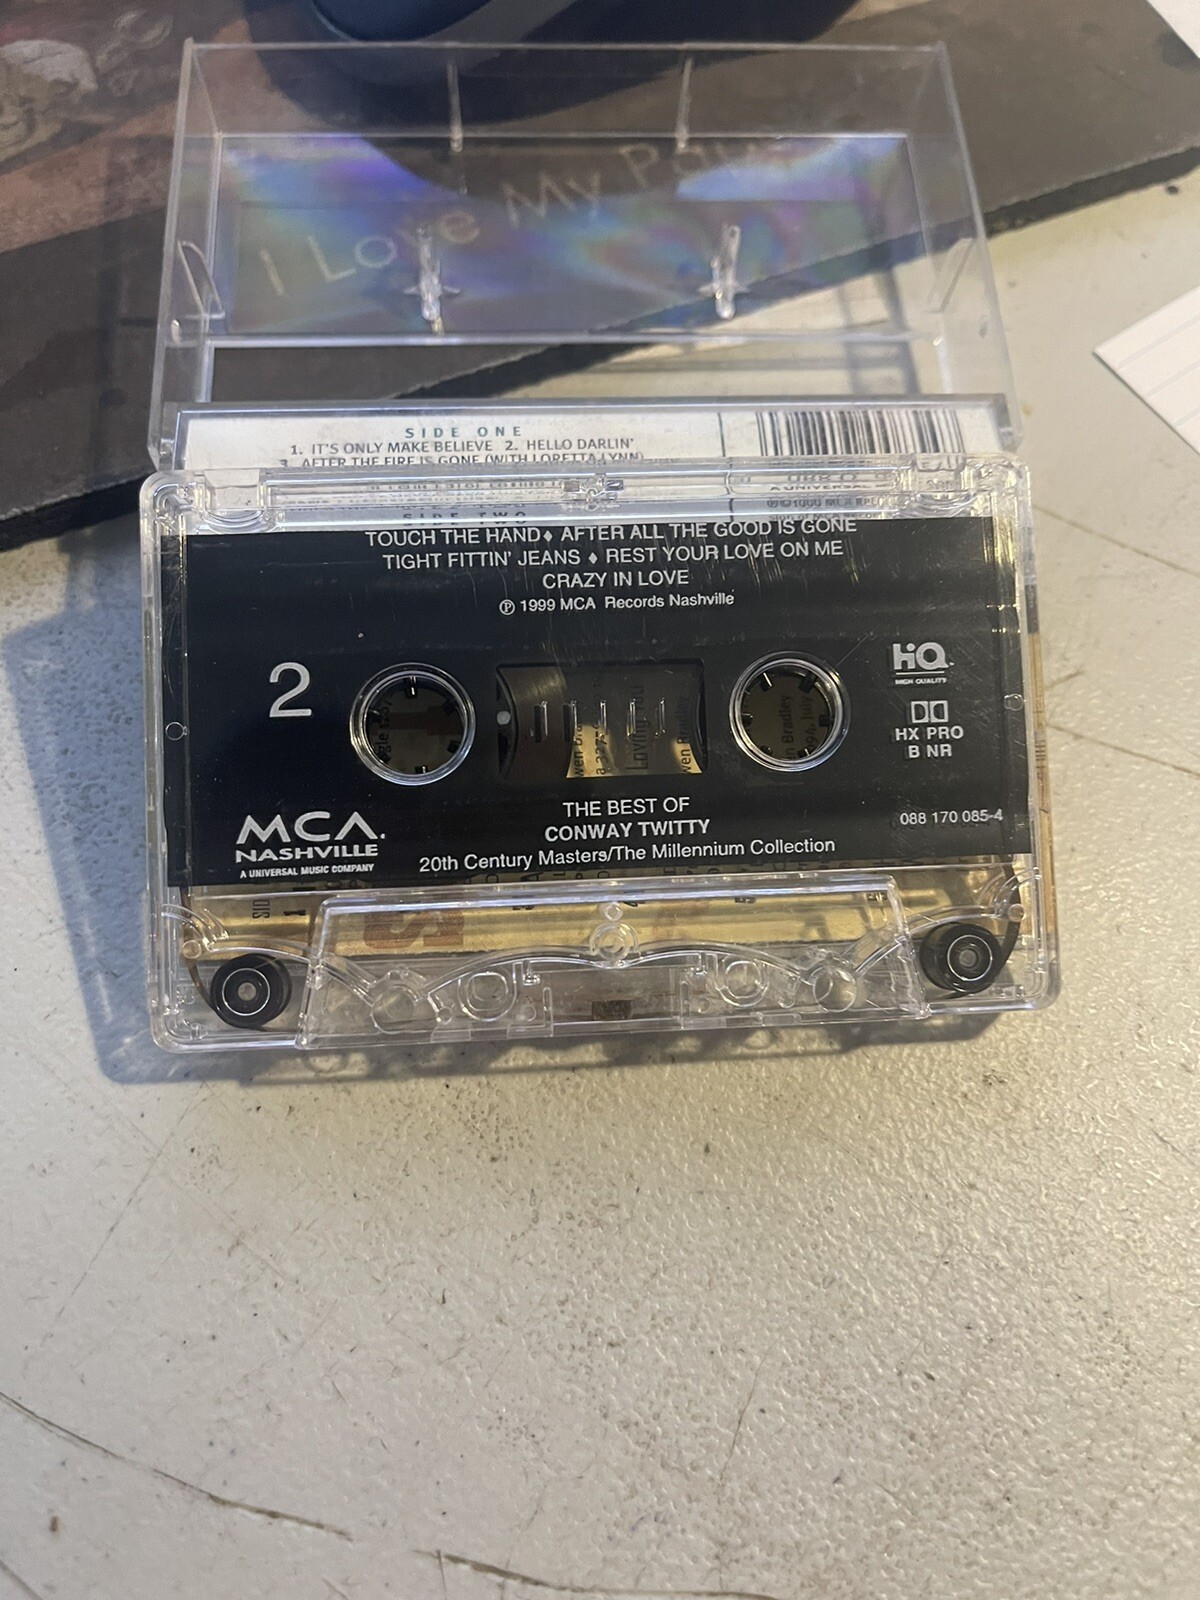 I Love My
SIDE ONE
1. IT'S ONLY MAKE BELIEVE 2. HELLO DARLIN'
3. AFTER THE FIRE IS GONE (WITH LORETTA LYNN)
SIDE TWO
TOUCH THE HAND♦ AFTER ALL THE GOOD IS GONE
TIGHT FITTIN' JEANS ♦ REST YOUR LOVE ON ME
CRAZY IN LOVE
Ⓟ 1999 MCA Records Nashville
2
HiQ
HIGH QUALITY
HX PRO
B NR
Loving
Bradley
MCA.
NASHVILLE
A UNIVERSAL MUSIC COMPANY
THE BEST OF
CONWAY TWITTY
20th Century Masters/The Millennium Collection
088 170 085-4